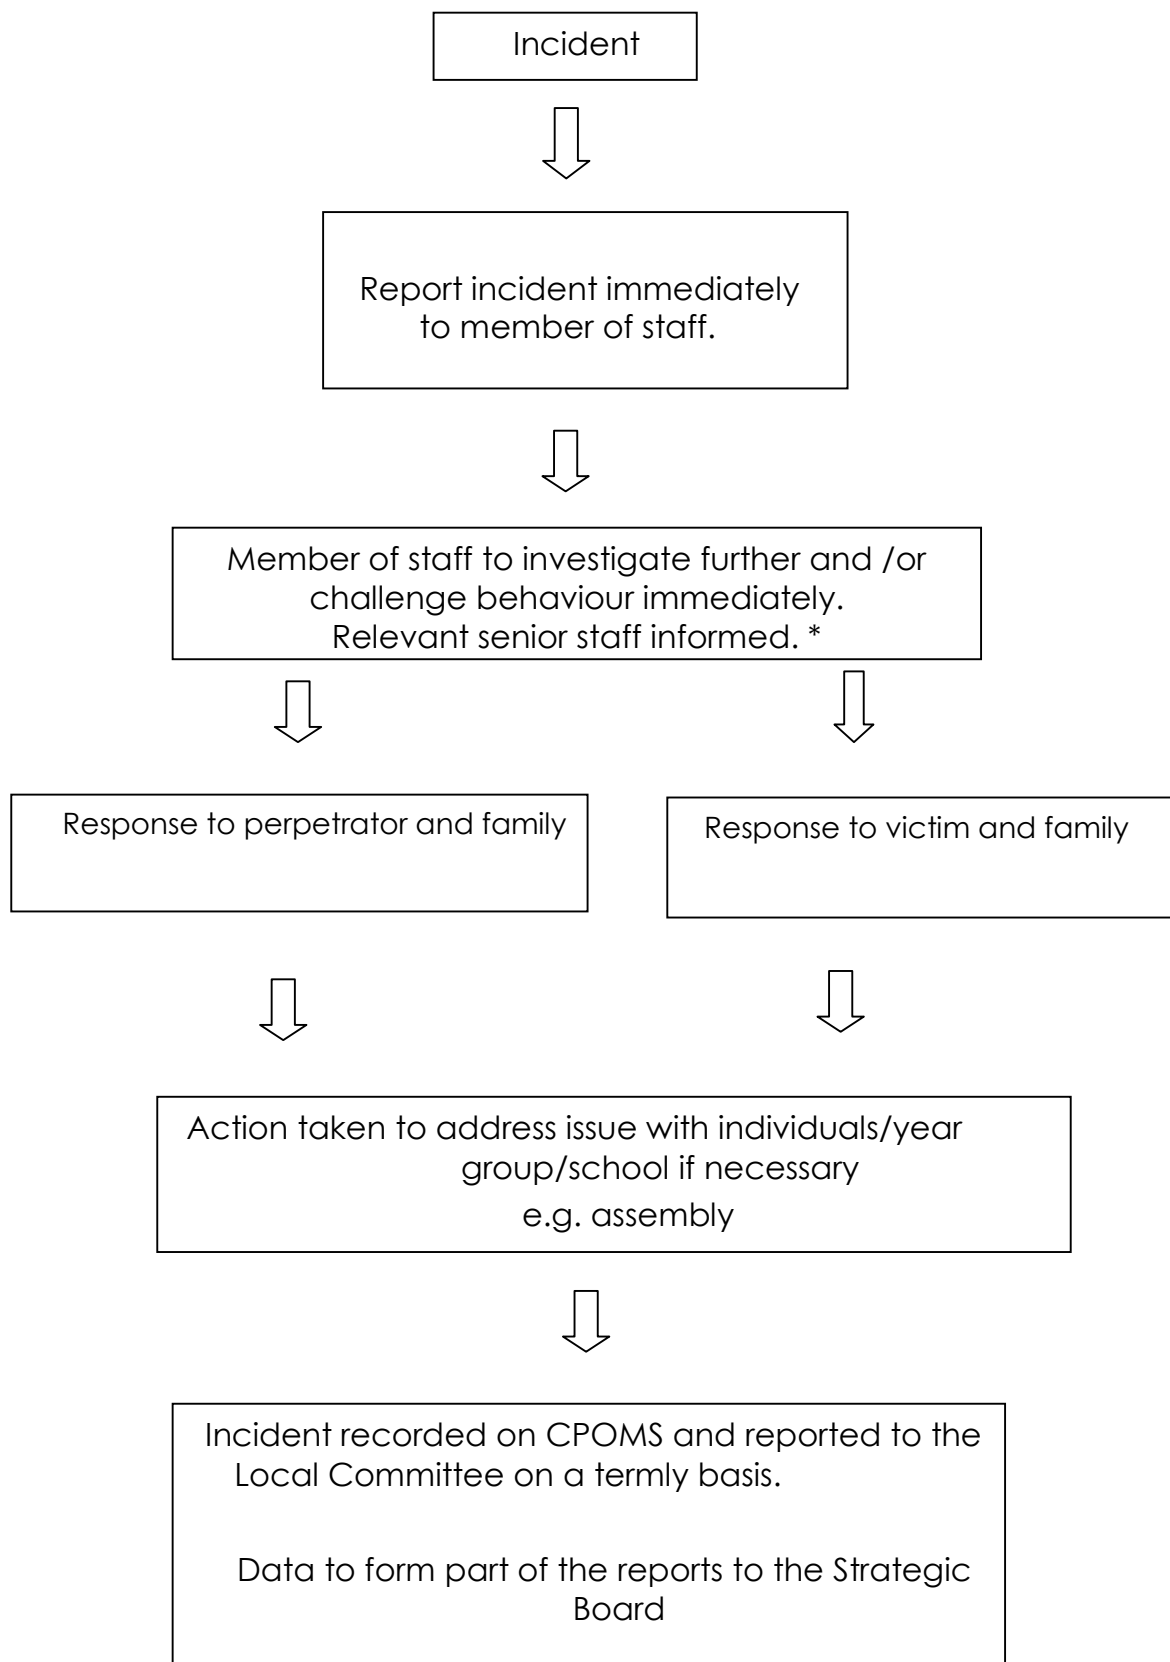 Incident
Report incident immediately
to member of staff.
Member of staff to investigate further and /or
challenge behaviour immediately.
Relevant senior staff informed. *
Response to perpetrator and family
Response to victim and family
Action taken to address issue with individuals/year
group/school if necessary
e.g. assembly
Incident recorded on CPOMS and reported to the
Local Committee on a termly basis.
Data to form part of the reports to the Strategic
Board